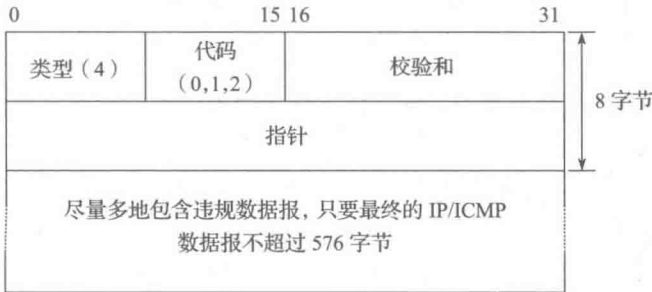 0 15 16 31
类型（4） 代码 校验和
（0,1,2）
8 字节
指针
尽量多地包含违规数据报，只要最终的 IP/ICMP
数据报不超过 576 字节